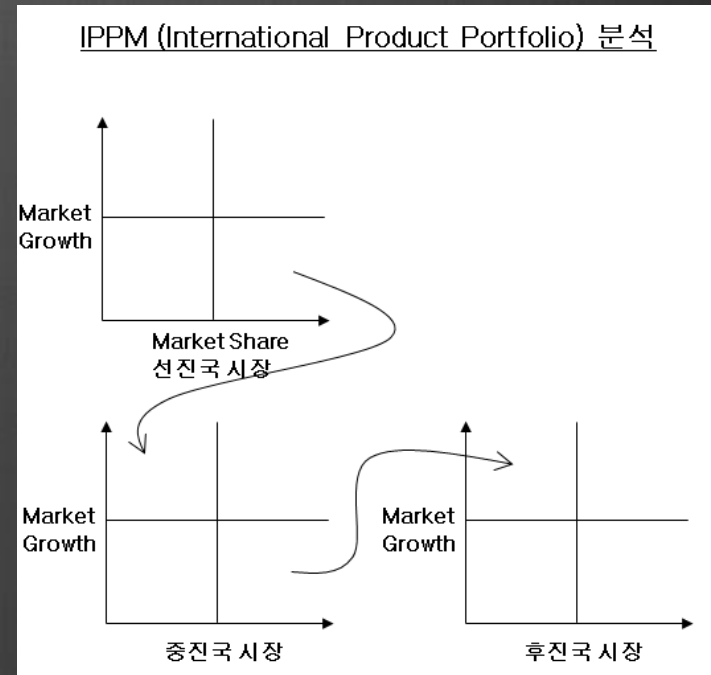 IPPM (International Product Portfolio) 분석
Market
Growth
Market Share
선진국 시장
Market
Growth
중진국 시장
Market
Growth
후진국 시장